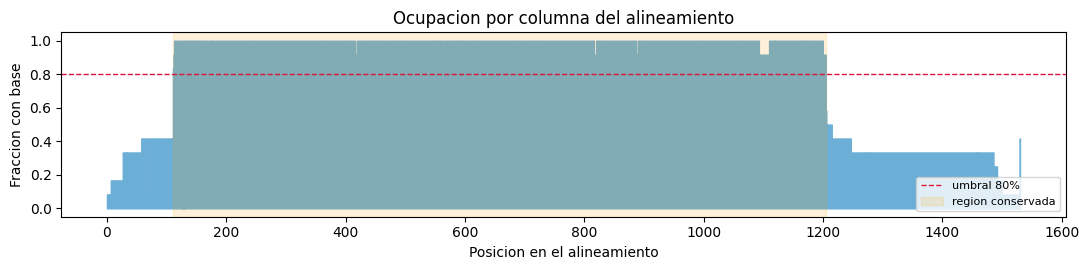 Ocupacion por columna del alineamiento
Fraccion con base
1.0
0.8
0.6
0.4
0.2
0.0
umbral 80%
region conservada
0 200 400 600 800 1000 1200 1400 1600
Posicion en el alineamiento